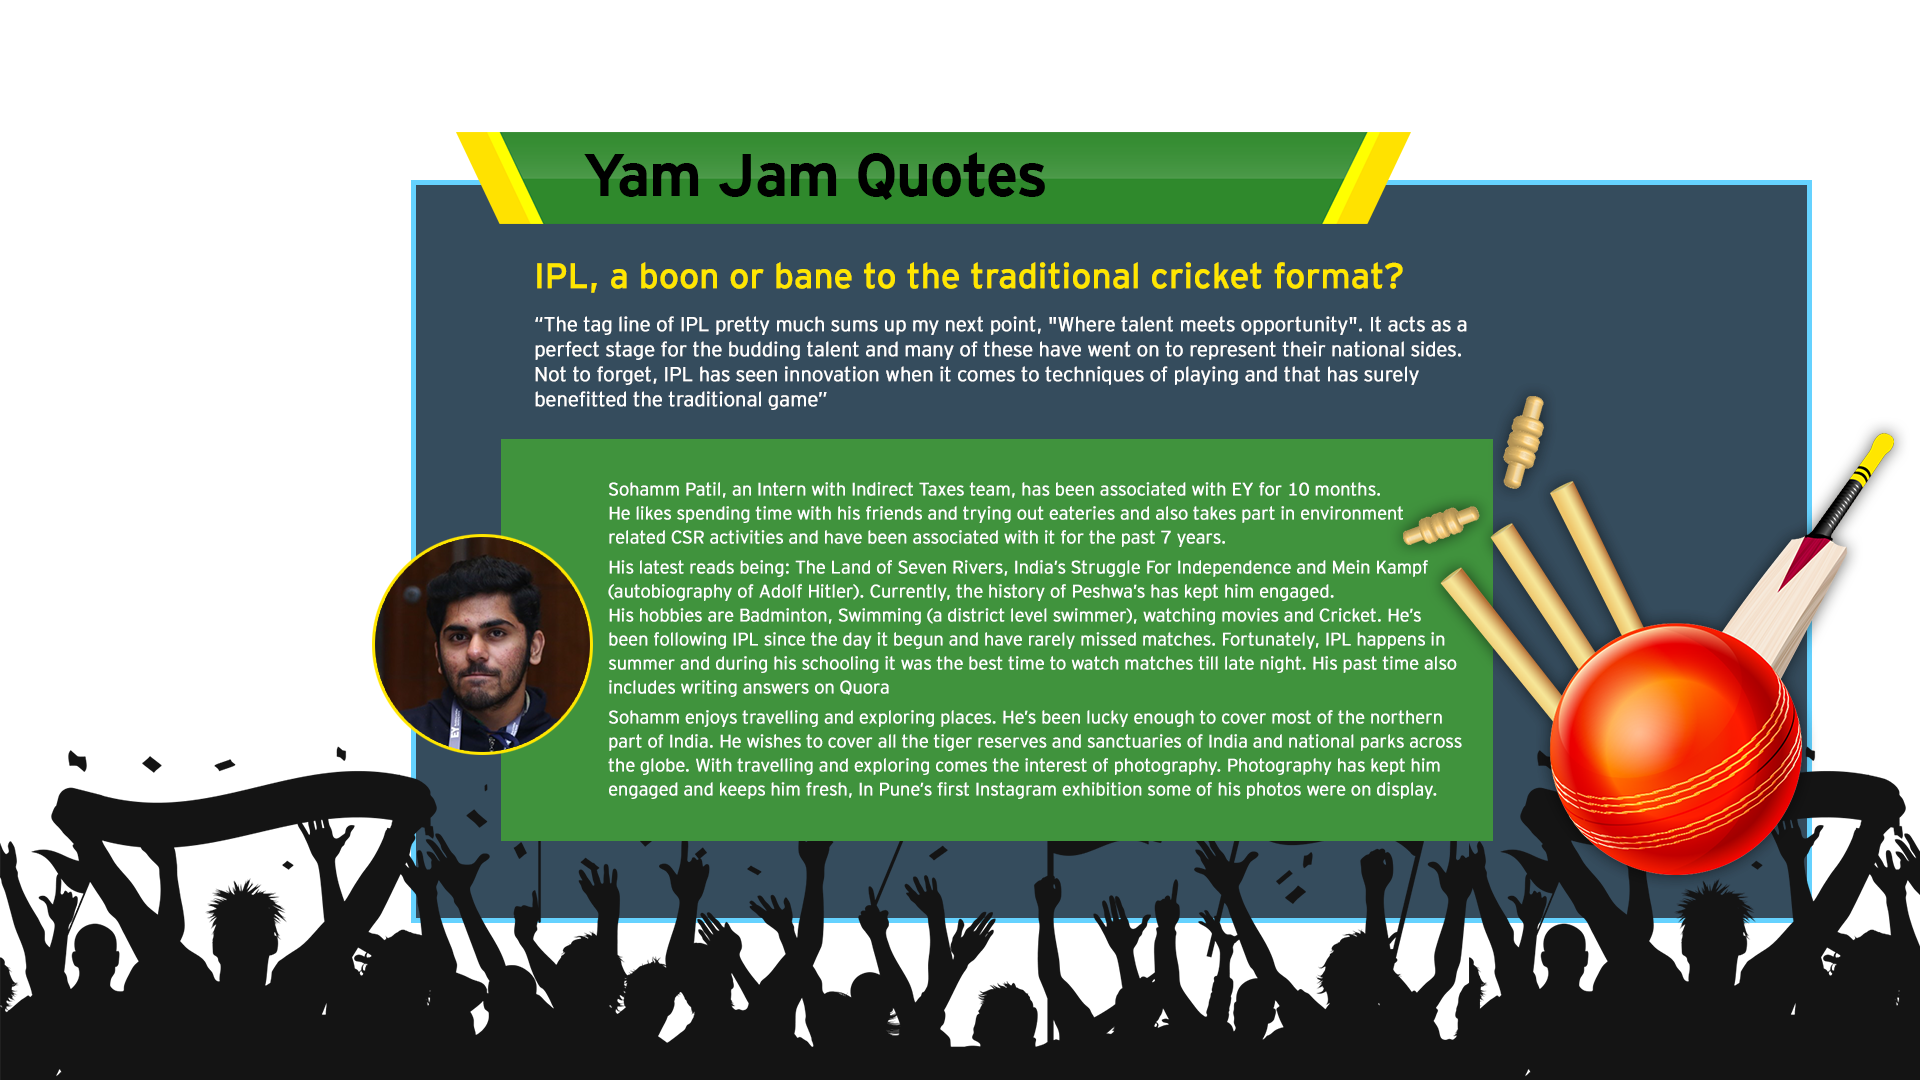 Yam Jam Quotes
IPL, a boon or bane to the traditional cricket format?
“The tag line of IPL pretty much sums up my next point, "Where talent meets opportunity". It acts as a
perfect stage for the budding talent and many of these have went on to represent their national sides.
Not to forget, IPL has seen innovation when it comes to techniques of playing and that has surely
benefitted the traditional game”
Sohamm Patil, an Intern with Indirect Taxes team, has been associated with EY for 10 months.
He likes spending time with his friends and trying out eateries and also takes part in environment
related CSR activities and have been associated with it for the past 7 years.
His latest reads being: The Land of Seven Rivers, India’s Struggle For Independence and Mein Kampf
(autobiography of Adolf Hitler). Currently, the history of Peshwa’s has kept him engaged.
His hobbies are Badminton, Swimming (a district level swimmer), watching movies and Cricket. He’s
been following IPL since the day it begun and have rarely missed matches. Fortunately, IPL happens in
summer and during his schooling it was the best time to watch matches till late night. His past time also
includes writing answers on Quora
Sohamm enjoys travelling and exploring places. He’s been lucky enough to cover most of the northern
part of India. He wishes to cover all the tiger reserves and sanctuaries of India and national parks across
the globe. With travelling and exploring comes the interest of photography. Photography has kept him
engaged and keeps him fresh, In Pune’s first Instagram exhibition some of his photos were on display.
EY